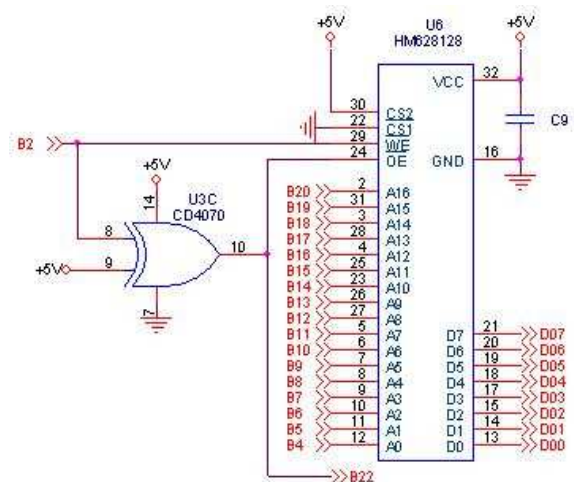 U6
HM628128
+5V
+5V
VCC 32
C9
30 CS2
22 CS1
29 WE
24 OE
GND 16
B2
+5V
14
U3C
CD4070
8
10
+5V 9
7
B20 2 A16
B19 31 A15
B18 3 A14
B17 28 A13
B16 4 A12
B15 25 A11
B14 23 A10
B13 26 A9
B12 27 A8
B11 5 A7
B10 6 A6
B9 7 A5
B8 8 A4
B7 9 A3
B6 10 A2
B5 11 A1
B4 12 A0
D7 21 D07
D6 20 D06
D5 19 D05
D4 18 D04
D3 17 D03
D2 15 D02
D1 14 D01
D0 13 D00
B22